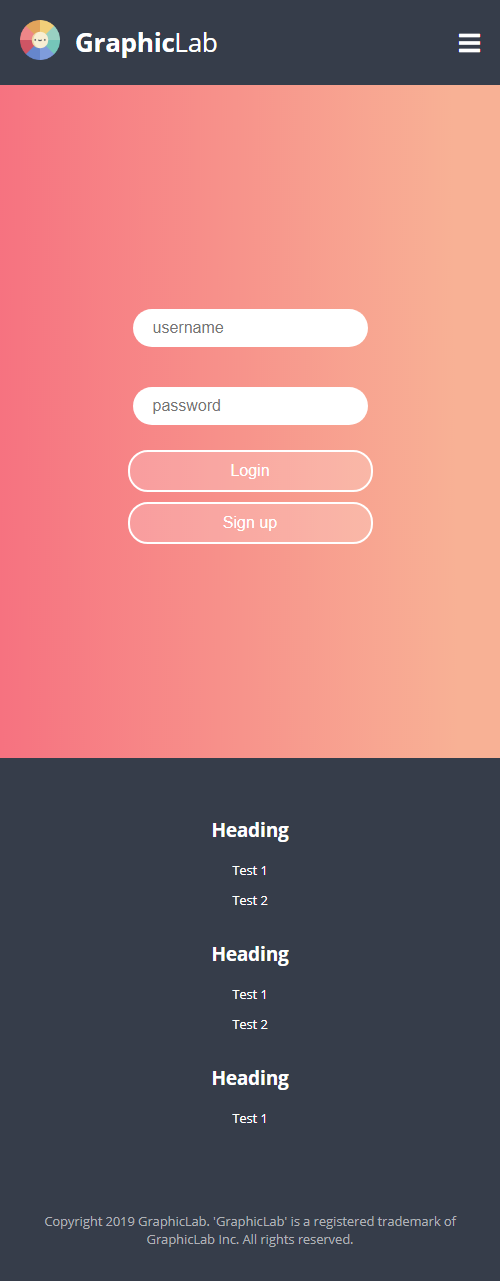 GraphicLab
username
password
Login
Sign up
Heading
Test 1
Test 2
Heading
Test 1
Test 2
Heading
Test 1
Copyright 2019 GraphicLab. 'GraphicLab' is a registered trademark of
GraphicLab Inc. All rights reserved.